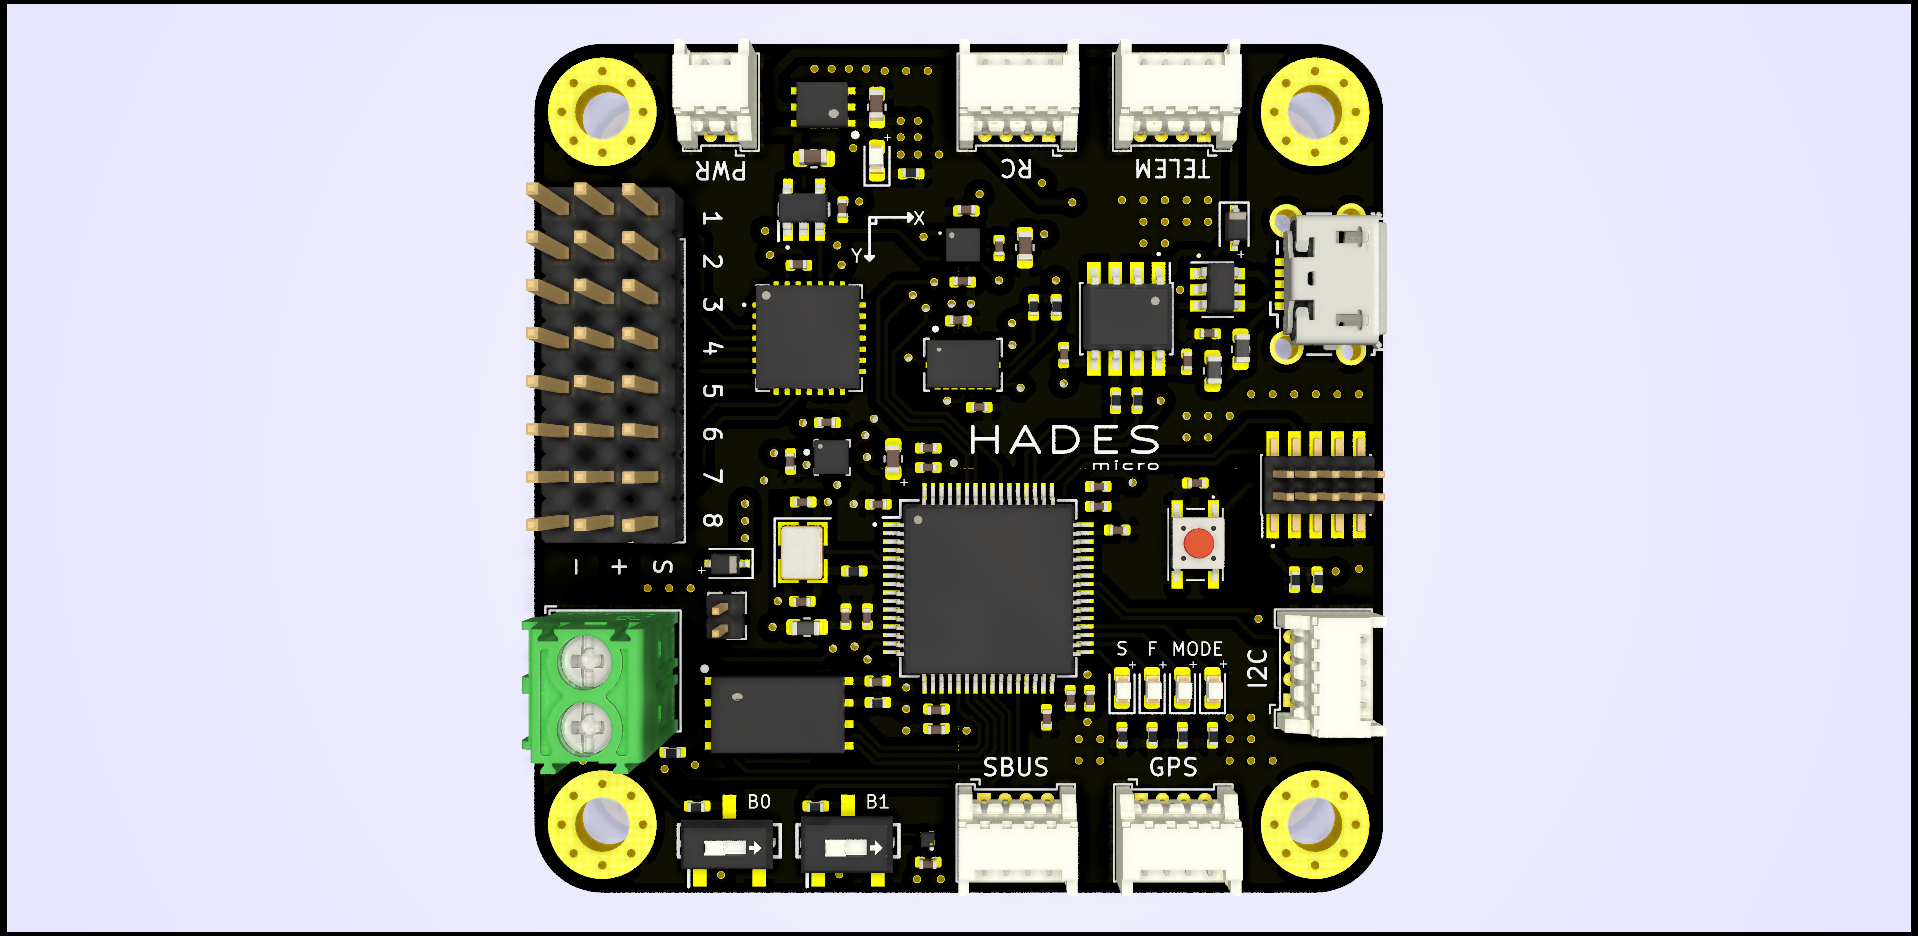 PWR
RC
TELEM
X
Y
1
2
3
4
5
6
7
8
HADES
micro
- + S
S F MODE
I2C
SBUS
GPS
B0
B1